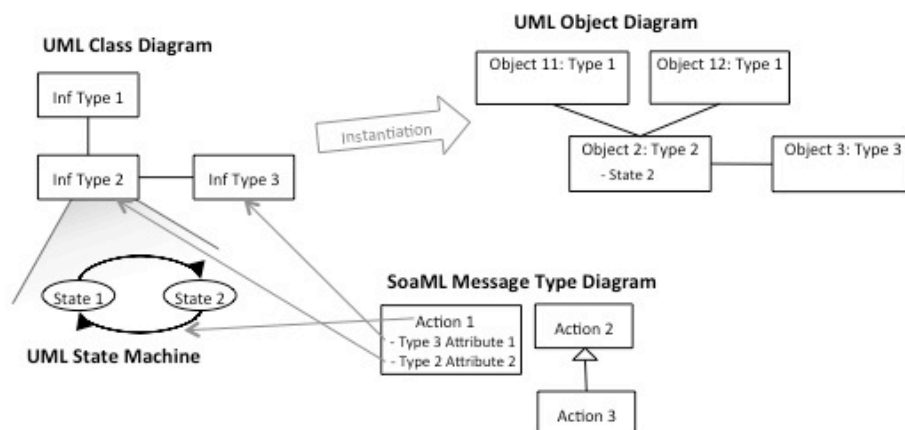 UML Class Diagram
Inf Type 1
Inf Type 2
Inf Type 3
State 1
State 2
UML State Machine
Instantiation
UML Object Diagram
Object 11: Type 1
Object 12: Type 1
Object 2: Type 2
- State 2
Object 3: Type 3
SoaML Message Type Diagram
Action 1
- Type 3 Attribute 1
- Type 2 Attribute 2
Action 2
Action 3